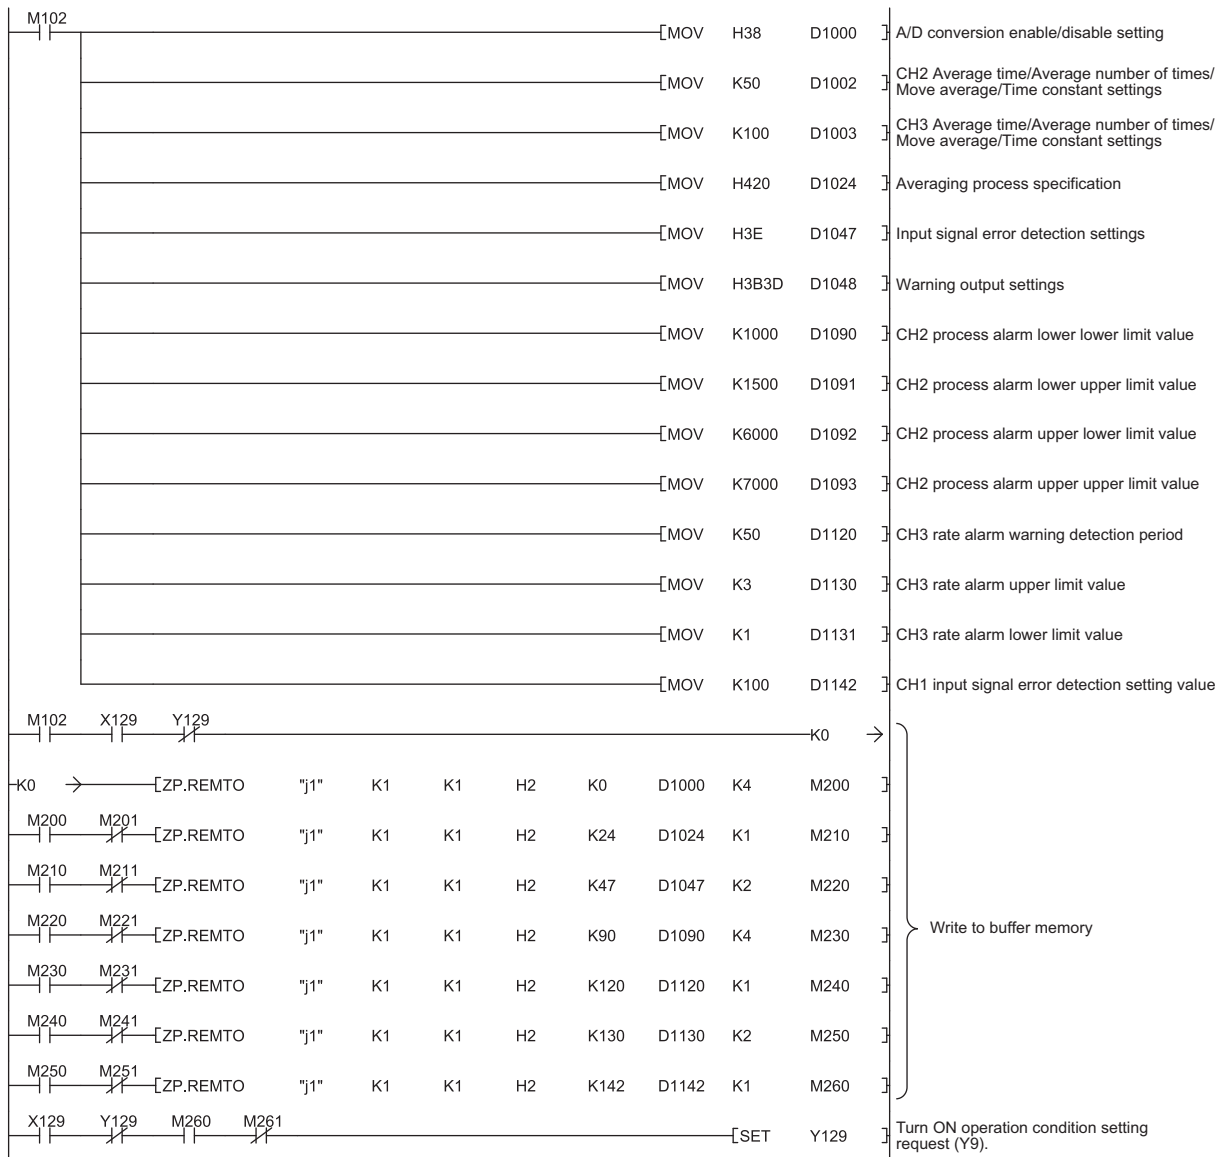 M102
MOV H38 D1000 A/D conversion enable/disable setting
MOV K50 D1002 CH2 Average time/Average number of times/
Move average/Time constant settings
MOV K100 D1003 CH3 Average time/Average number of times/
Move average/Time constant settings
MOV H420 D1024 Averaging process specification
MOV H3E D1047 Input signal error detection settings
MOV H3B3D D1048 Warning output settings
MOV K1000 D1090 CH2 process alarm lower lower limit value
MOV K1500 D1091 CH2 process alarm lower upper limit value
MOV K6000 D1092 CH2 process alarm upper lower limit value
MOV K7000 D1093 CH2 process alarm upper upper limit value
MOV K50 D1120 CH3 rate alarm warning detection period
MOV K3 D1130 CH3 rate alarm upper limit value
MOV K1 D1131 CH3 rate alarm lower limit value
MOV K100 D1142 CH1 input signal error detection setting value
M102 X129 Y129
K0
K0 ZP.REMTO "j1" K1 K1 H2 K0 D1000 K4 M200
M200 M201
ZP.REMTO "j1" K1 K1 H2 K24 D1024 K1 M210
M210 M211
ZP.REMTO "j1" K1 K1 H2 K47 D1047 K2 M220
M220 M221
ZP.REMTO "j1" K1 K1 H2 K90 D1090 K4 M230
Write to buffer memory
M230 M231
ZP.REMTO "j1" K1 K1 H2 K120 D1120 K1 M240
M240 M241
ZP.REMTO "j1" K1 K1 H2 K130 D1130 K2 M250
M250 M251
ZP.REMTO "j1" K1 K1 H2 K142 D1142 K1 M260
X129 Y129 M260 M261
SET Y129 Turn ON operation condition setting
request (Y9).